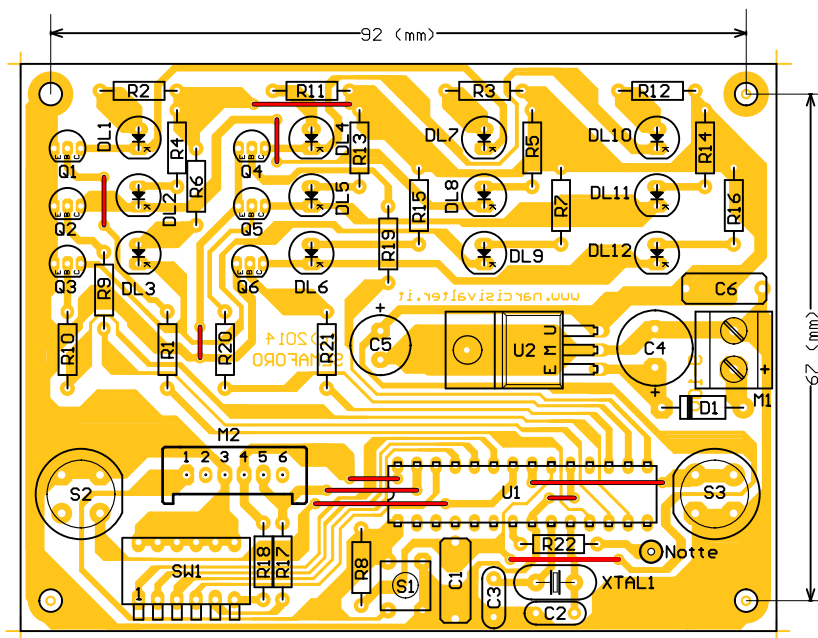 92 (mm)
R2
R11
R3
R12
DL1
R4
Q1
Q4
DL4
R13
DL7
R5
DL10
R14
R6
E B C
E B C
Q2
DL2
Q5
DL5
R15
DL8
R7
DL11
R16
E B C
E B C
R19
Q3
R9
DL3
Q6
DL6
DL9
DL12
E B C
E B C
www.narcisivalter.it
C6
67 (mm)
R10
R1
R20
2014
SEMAFORO
R21
+
C5
U2
E M U
C4
+
+
M1
D1
M2
1 2 3 4 5 6
S2
U1
S3
R18
R17
R8
R22
Notte
SW1
1
S1
C1
C3
XTAL1
C2